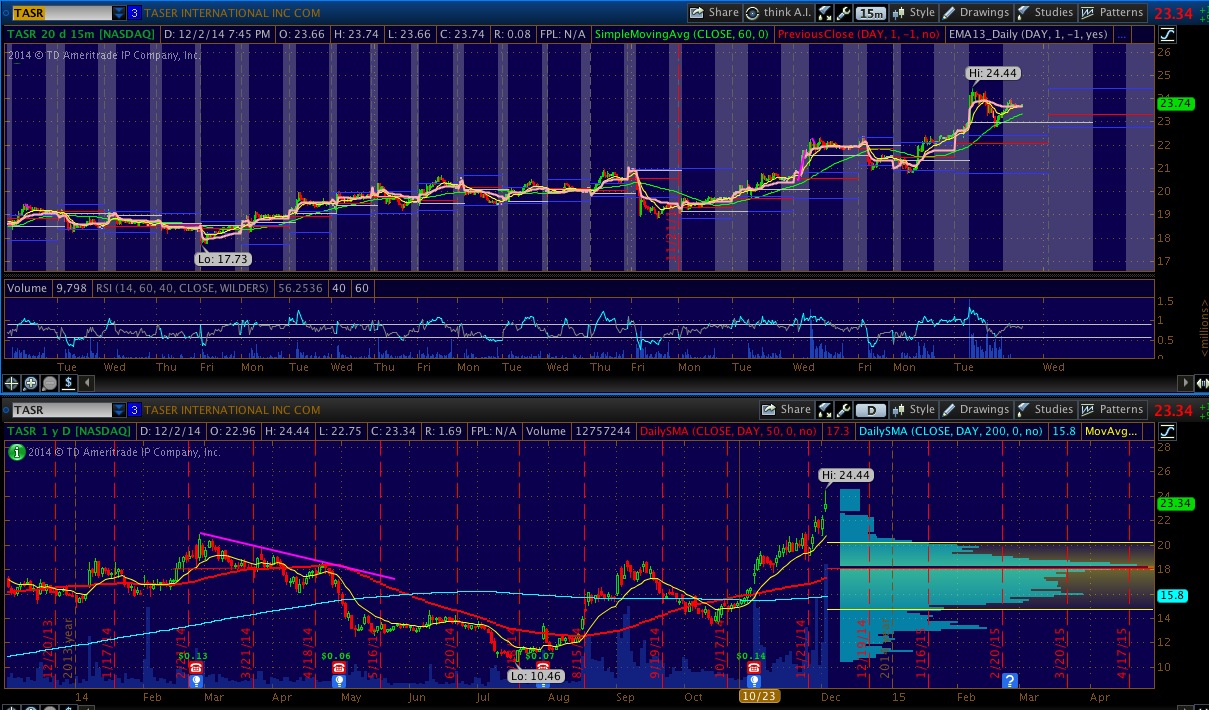 TASR 3 TASER INTERNATIONAL INC COM Share think A.I. 15m Style Drawings Studies Patterns 23.34
TASR 20 d 15m [NASDAQ] D: 12/2/14 7:45 PM O: 23.66 H: 23.74 L: 23.66 C: 23.74 R: 0.08 FPL: N/A SimpleMovingAvg (CLOSE, 60, 0) PreviousClose (DAY, 1, -1, no) EMA13_Daily (DAY, 1, -1, yes) ...
2014 © TD Ameritrade IP Company, Inc.
26
Hi: 24.44
25
24
23.74
23
22
21
20
19
11/21/14
18
Lo: 17.73
17
Volume 9,798 RSI (14, 60, 40, CLOSE, WILDERS) 56.2536 40 60
1.5
1
0.5
0
<millions>
Tue Wed Thu Fri Mon Tue Wed Thu Fri Mon Tue Wed Thu Fri Mon Tue Wed Fri Mon Tue Wed
$
TASR 3 TASER INTERNATIONAL INC COM Share D Style Drawings Studies Patterns 23.34
TASR 1 y D [NASDAQ] D: 12/2/14 O: 22.96 H: 24.44 L: 22.75 C: 23.34 R: 1.69 FPL: N/A Volume 12757244 DailySMA (CLOSE, DAY, 50, 0, no) 17.3 DailySMA (CLOSE, DAY, 200, 0, no) 15.8 MovAvg...
i 2014 © TD Ameritrade IP Company, Inc.
28
26
Hi: 24.44
24
23.34
22
20
18
16
15.8
14
12
10
12/20/13 2013 year 1/17/14 3/21/14 4/18/14 5/16/14 6/20/14 8/15/14 9/19/14 10/17/14 11/21/14 12/19/14 1/16/15 2/20/15 3/20/15 4/17/15
$0.13 $0.06 $0.07 $0.14
Lo: 10.46
?
14 Feb Mar Apr May Jun Jul Aug Sep Oct 10/23 Dec 15 Feb Mar Apr